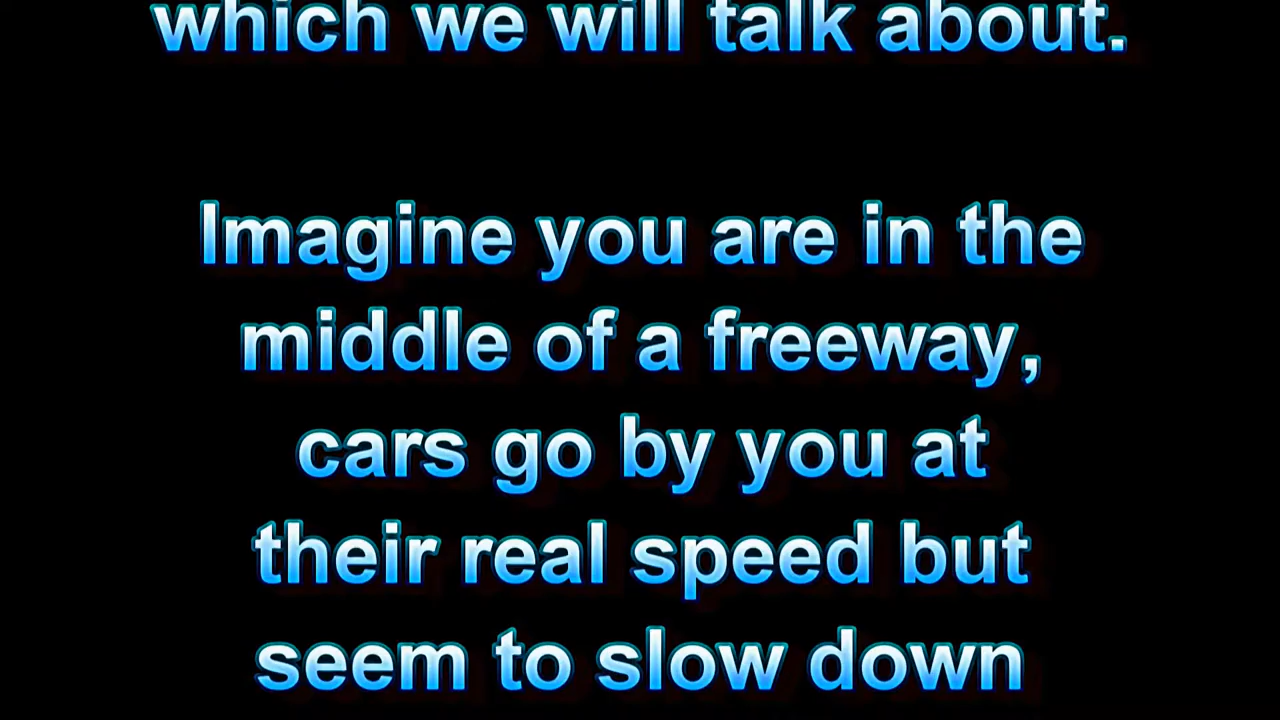 which we will talk about.
Imagine you are in the
middle of a freeway,
cars go by you at
their real speed but
seem to slow down